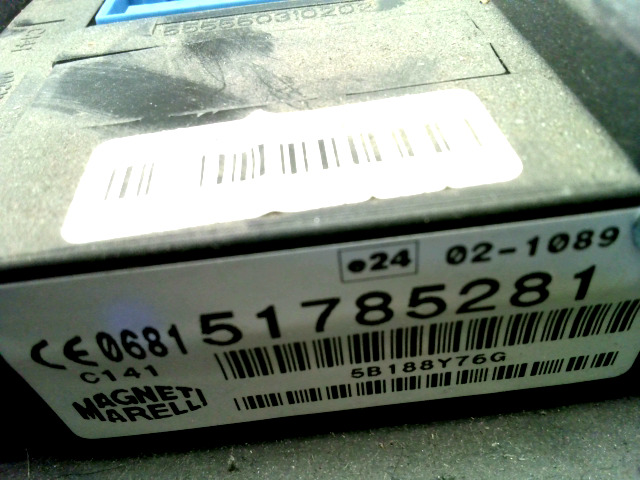 ●24 02-1089
CE0681 51785281
C141
5B188Y76G
MAGNETI
MARELLI